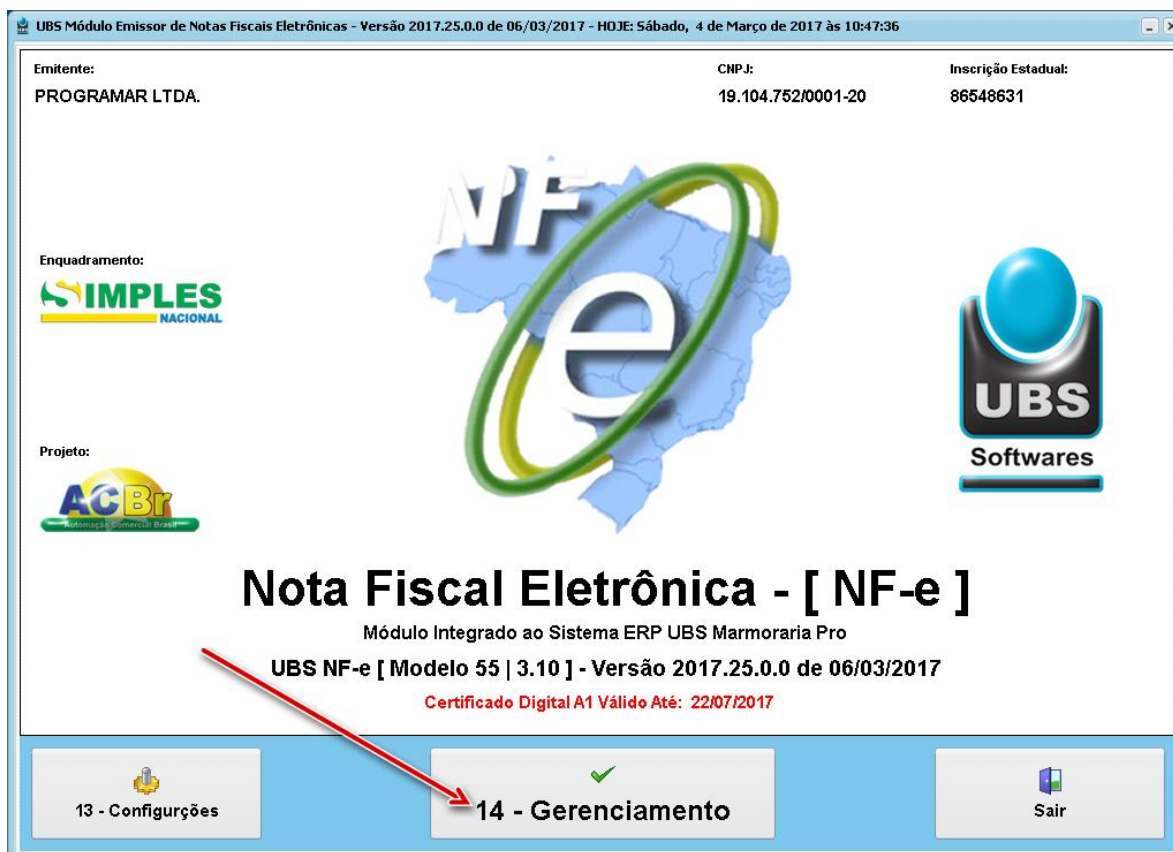 UBS Módulo Emissor de Notas Fiscais Eletrônicas - Versão 2017.25.0.0 de 06/03/2017 - HOJE: Sábado, 4 de Março de 2017 às 10:47:36
Emitente: CNPJ: Inscrição Estadual:
PROGRAMAR LTDA. 19.104.752/0001-20 86548631
NF
e
Enquadramento:
SIMPLES
NACIONAL
UBS
Softwares
Projeto:
ACBr
Automação Comercial Brasil
Nota Fiscal Eletrônica - [ NF-e ]
Módulo Integrado ao Sistema ERP UBS Marmoraria Pro
UBS NF-e [ Modelo 55 | 3.10 ] - Versão 2017.25.0.0 de 06/03/2017
Certificado Digital A1 Válido Até: 22/07/2017
13 - Configurções
14 - Gerenciamento
Sair